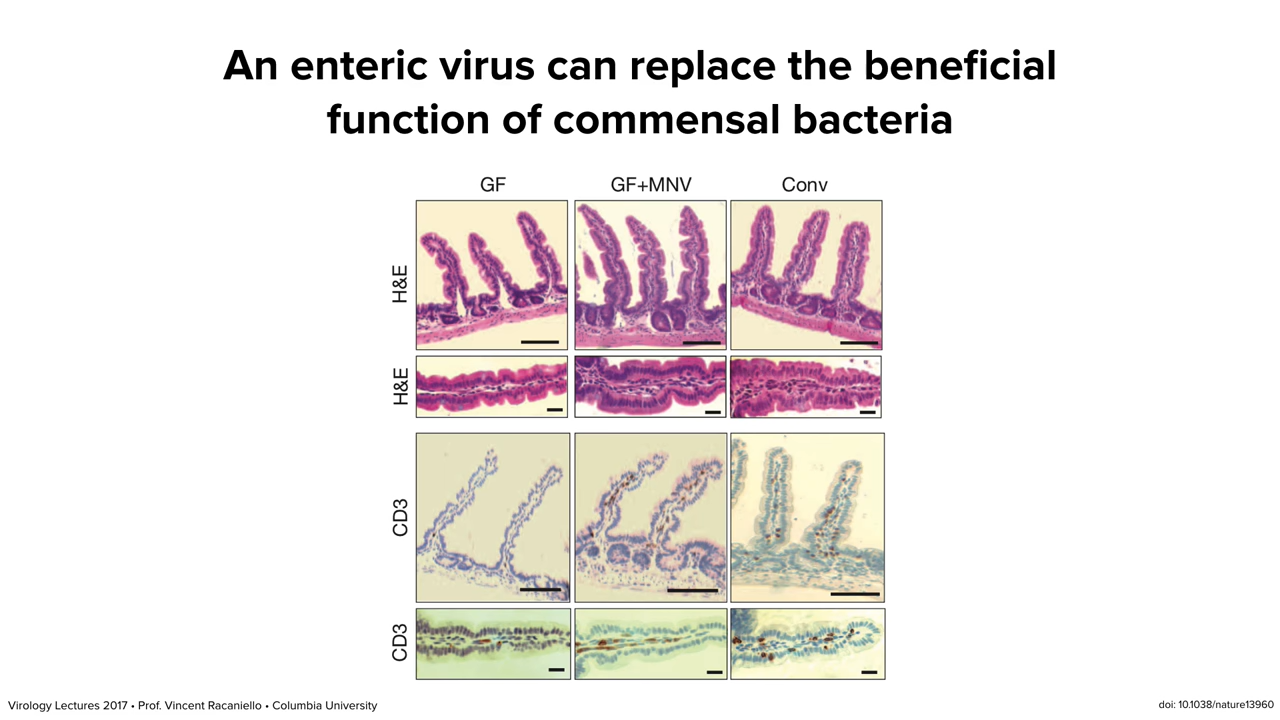 An enteric virus can replace the beneficial
function of commensal bacteria
GF GF+MNV Conv
H&E
H&E
CD3
CD3
Virology Lectures 2017 • Prof. Vincent Racaniello • Columbia University
doi: 10.1038/nature13960